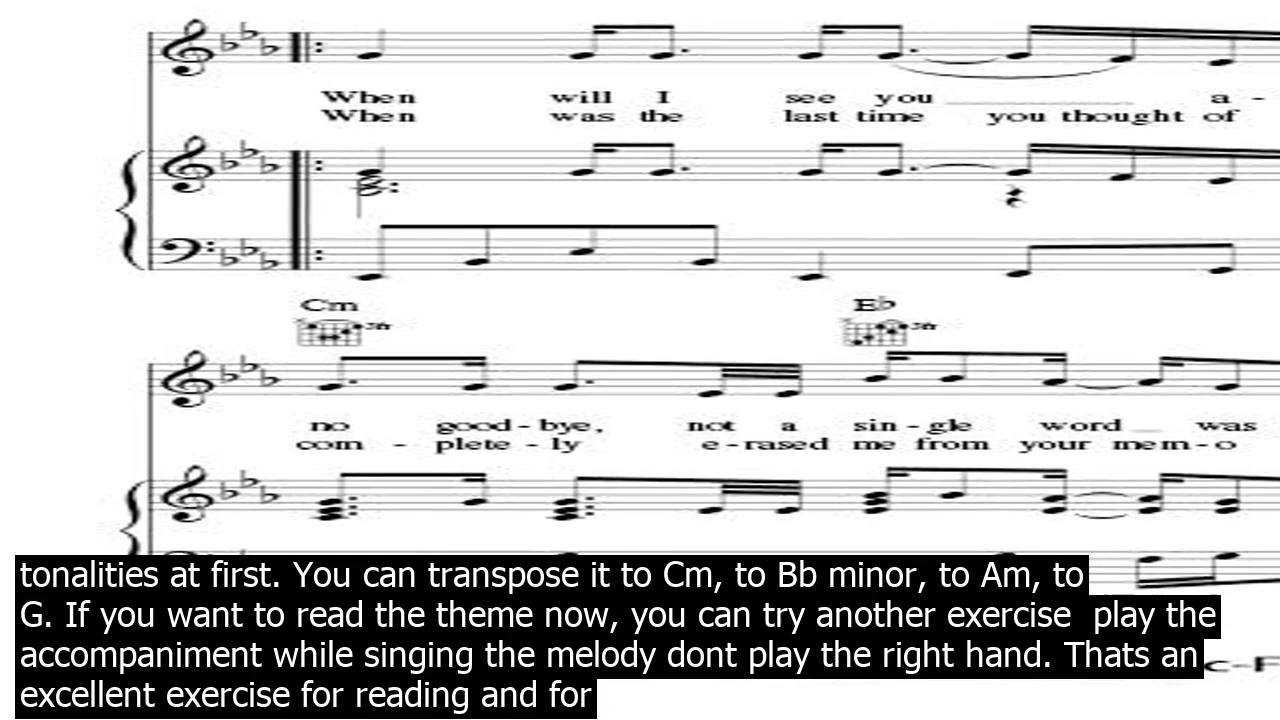 When will I see you a -
When was the last time you thought of
Cm Eb
no good - bye, not a sin - gle word was
com - plete - ly e - rased me from your mem - o
tonalities at first. You can transpose it to Cm, to Bb minor, to Am, to
G. If you want to read the theme now, you can try another exercise  play the
accompaniment while singing the melody dont play the right hand. Thats an
excellent exercise for reading and for